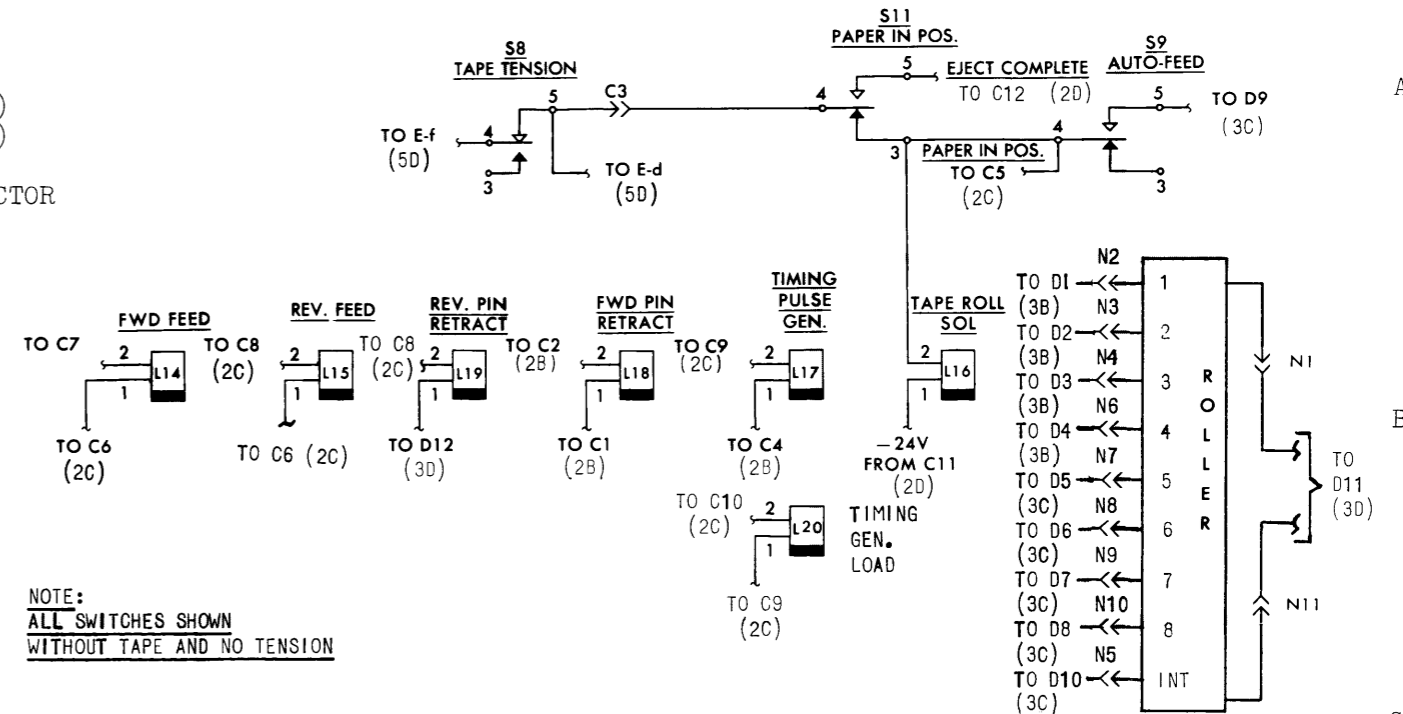 S11
PAPER IN POS.
S8
TAPE TENSION
S9
AUTO-FEED
5
EJECT COMPLETE
TO C12 (2D)
5
C3
4
5
TO D9
(3C)
TO E-f
(5D)
4
3
TO E-d
(5D)
3
PAPER IN POS.
4
TO C5
(2C)
3
A
)
)
CTOR
FWD FEED
TO C7
2
1
L14
TO C6
(2C)
REV. FEED
TO C8
(2C)
2
1
L15
TO C6 (2C)
REV. PIN
RETRACT
TO C8
(2C)
2
1
L19
TO D12
(3D)
FWD PIN
RETRACT
TO C2
(2B)
2
1
L18
TO C1
(2B)
TIMING
PULSE
GEN.
TO C9
(2C)
2
1
L17
TO C4
(2B)
TAPE ROLL
SOL
2
1
L16
-24V
FROM C11
(2D)
TO C10
(2C)
2
1
L20
TIMING
GEN.
LOAD
TO C9
(2C)
N2
TO D1
(3B)
1
N3
TO D2
(3B)
2
N4
TO D3
(3B)
3
N6
TO D4
(3B)
4
N7
TO D5
(3C)
5
N8
TO D6
(3C)
6
N9
TO D7
(3C)
7
N10
TO D8
(3C)
8
N5
TO D10
(3C)
INT
ROLLER
N1
TO
D11
(3D)
N11
B
NOTE:
ALL SWITCHES SHOWN
WITHOUT TAPE AND NO TENSION